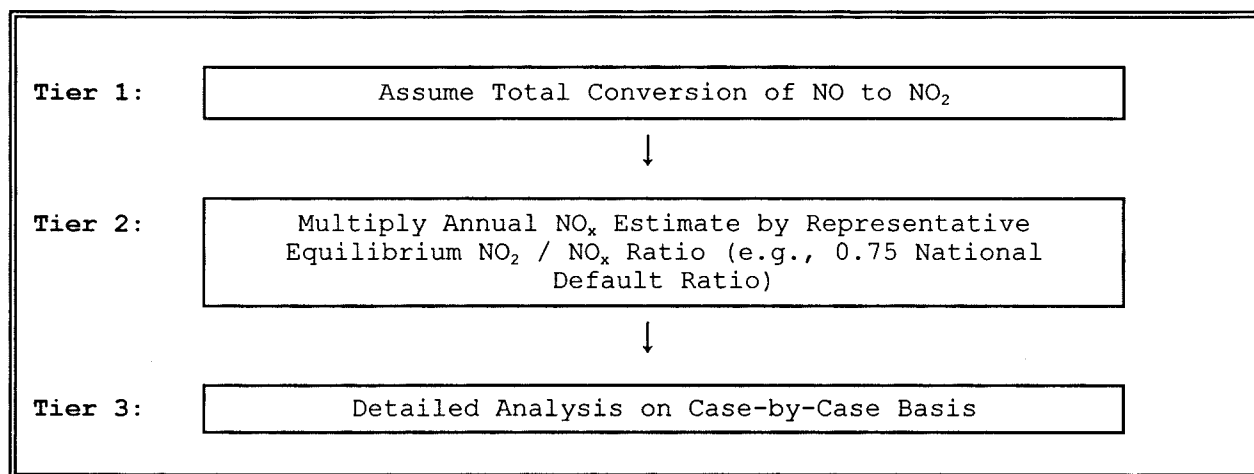 Tier 1: Assume Total Conversion of NO to NO₂
↓
Tier 2: Multiply Annual NOₓ Estimate by Representative
Equilibrium NO₂ / NOₓ Ratio (e.g., 0.75 National
Default Ratio)
↓
Tier 3: Detailed Analysis on Case-by-Case Basis